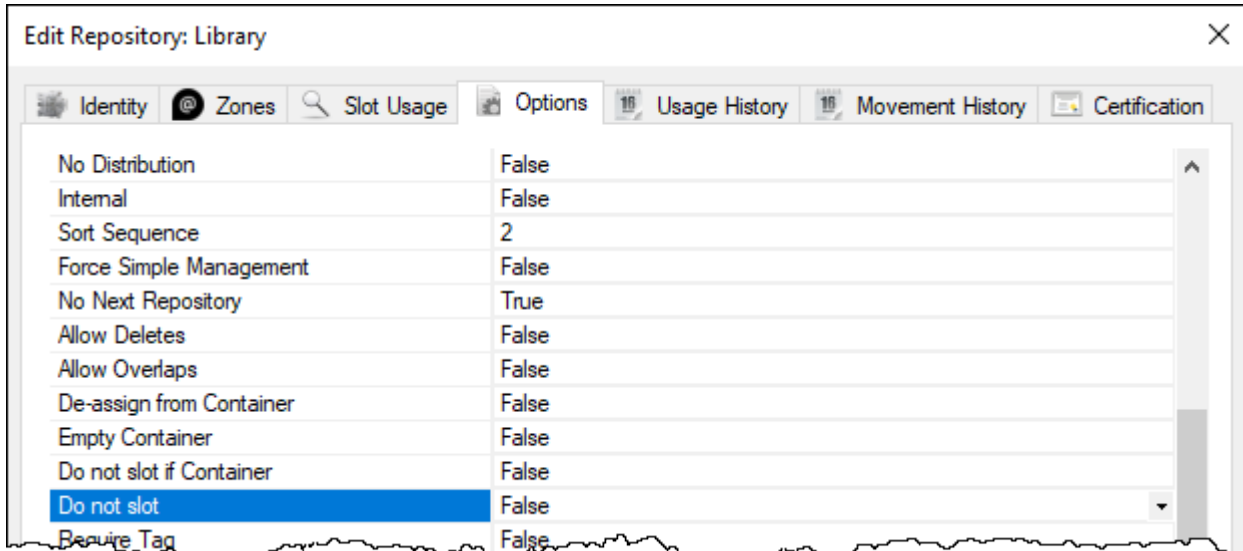 Edit Repository: Library
Identity Zones Slot Usage Options 16 Usage History 16 Movement History Certification
No Distribution False
Internal False
Sort Sequence 2
Force Simple Management False
No Next Repository True
Allow Deletes False
Allow Overlaps False
De-assign from Container False
Empty Container False
Do not slot if Container False
Do not slot False
Require Tag False